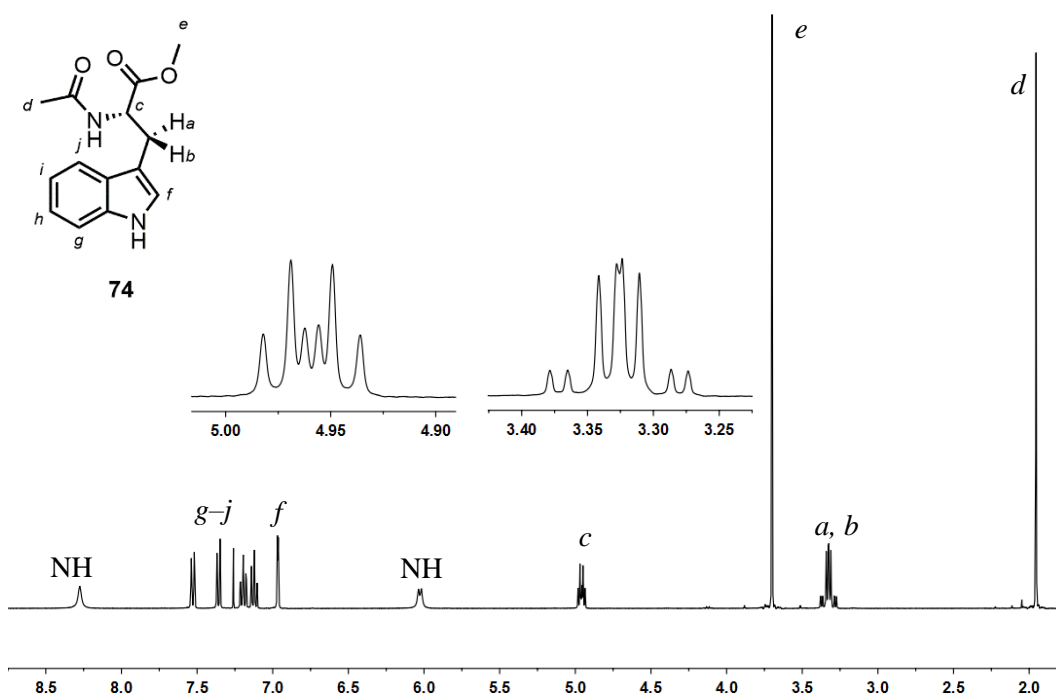 e
O
O
O
d
c
N
H
j
Ha
Hb
i
h
g
f
N
H
74
e
d
5.00 4.95 4.90
3.40 3.35 3.30 3.25
g–j
f
c
a, b
NH
NH
8.5 8.0 7.5 7.0 6.5 6.0 5.5 5.0 4.5 4.0 3.5 3.0 2.5 2.0